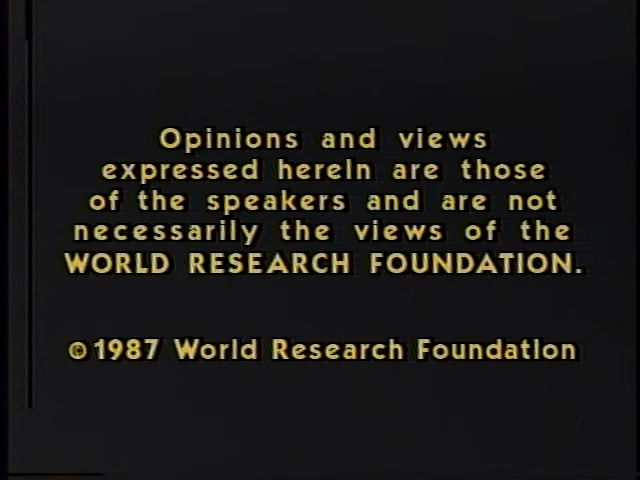 Opinions and views
expressed herein are those
of the speakers and are not
necessarily the views of the
WORLD RESEARCH FOUNDATION.
©1987 World Research Foundation